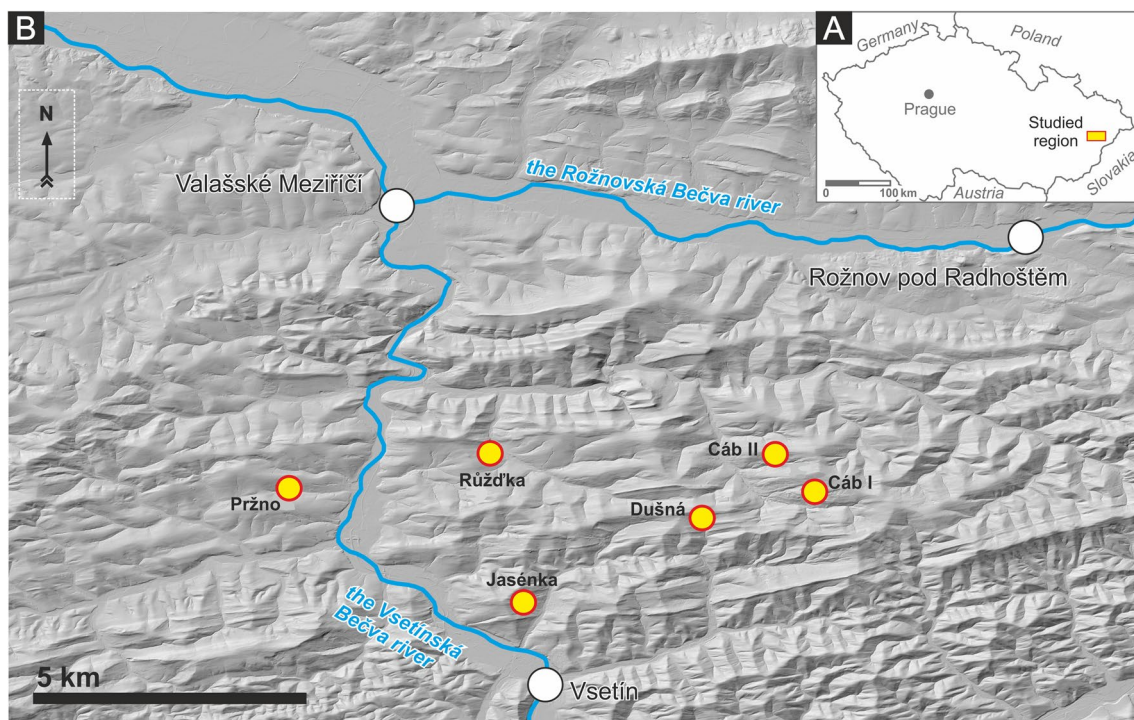 B
A
Germany
Poland
Prague
Studied
region
Slovakia
Austria
0
100 km
N
Valašské Meziříčí
the Rožnovská Bečva river
Rožnov pod Radhoštěm
Cáb II
Růžďka
Cáb I
Pržno
Dušná
Jasénka
the Vsetínská
Bečva river
5 km
Vsetín